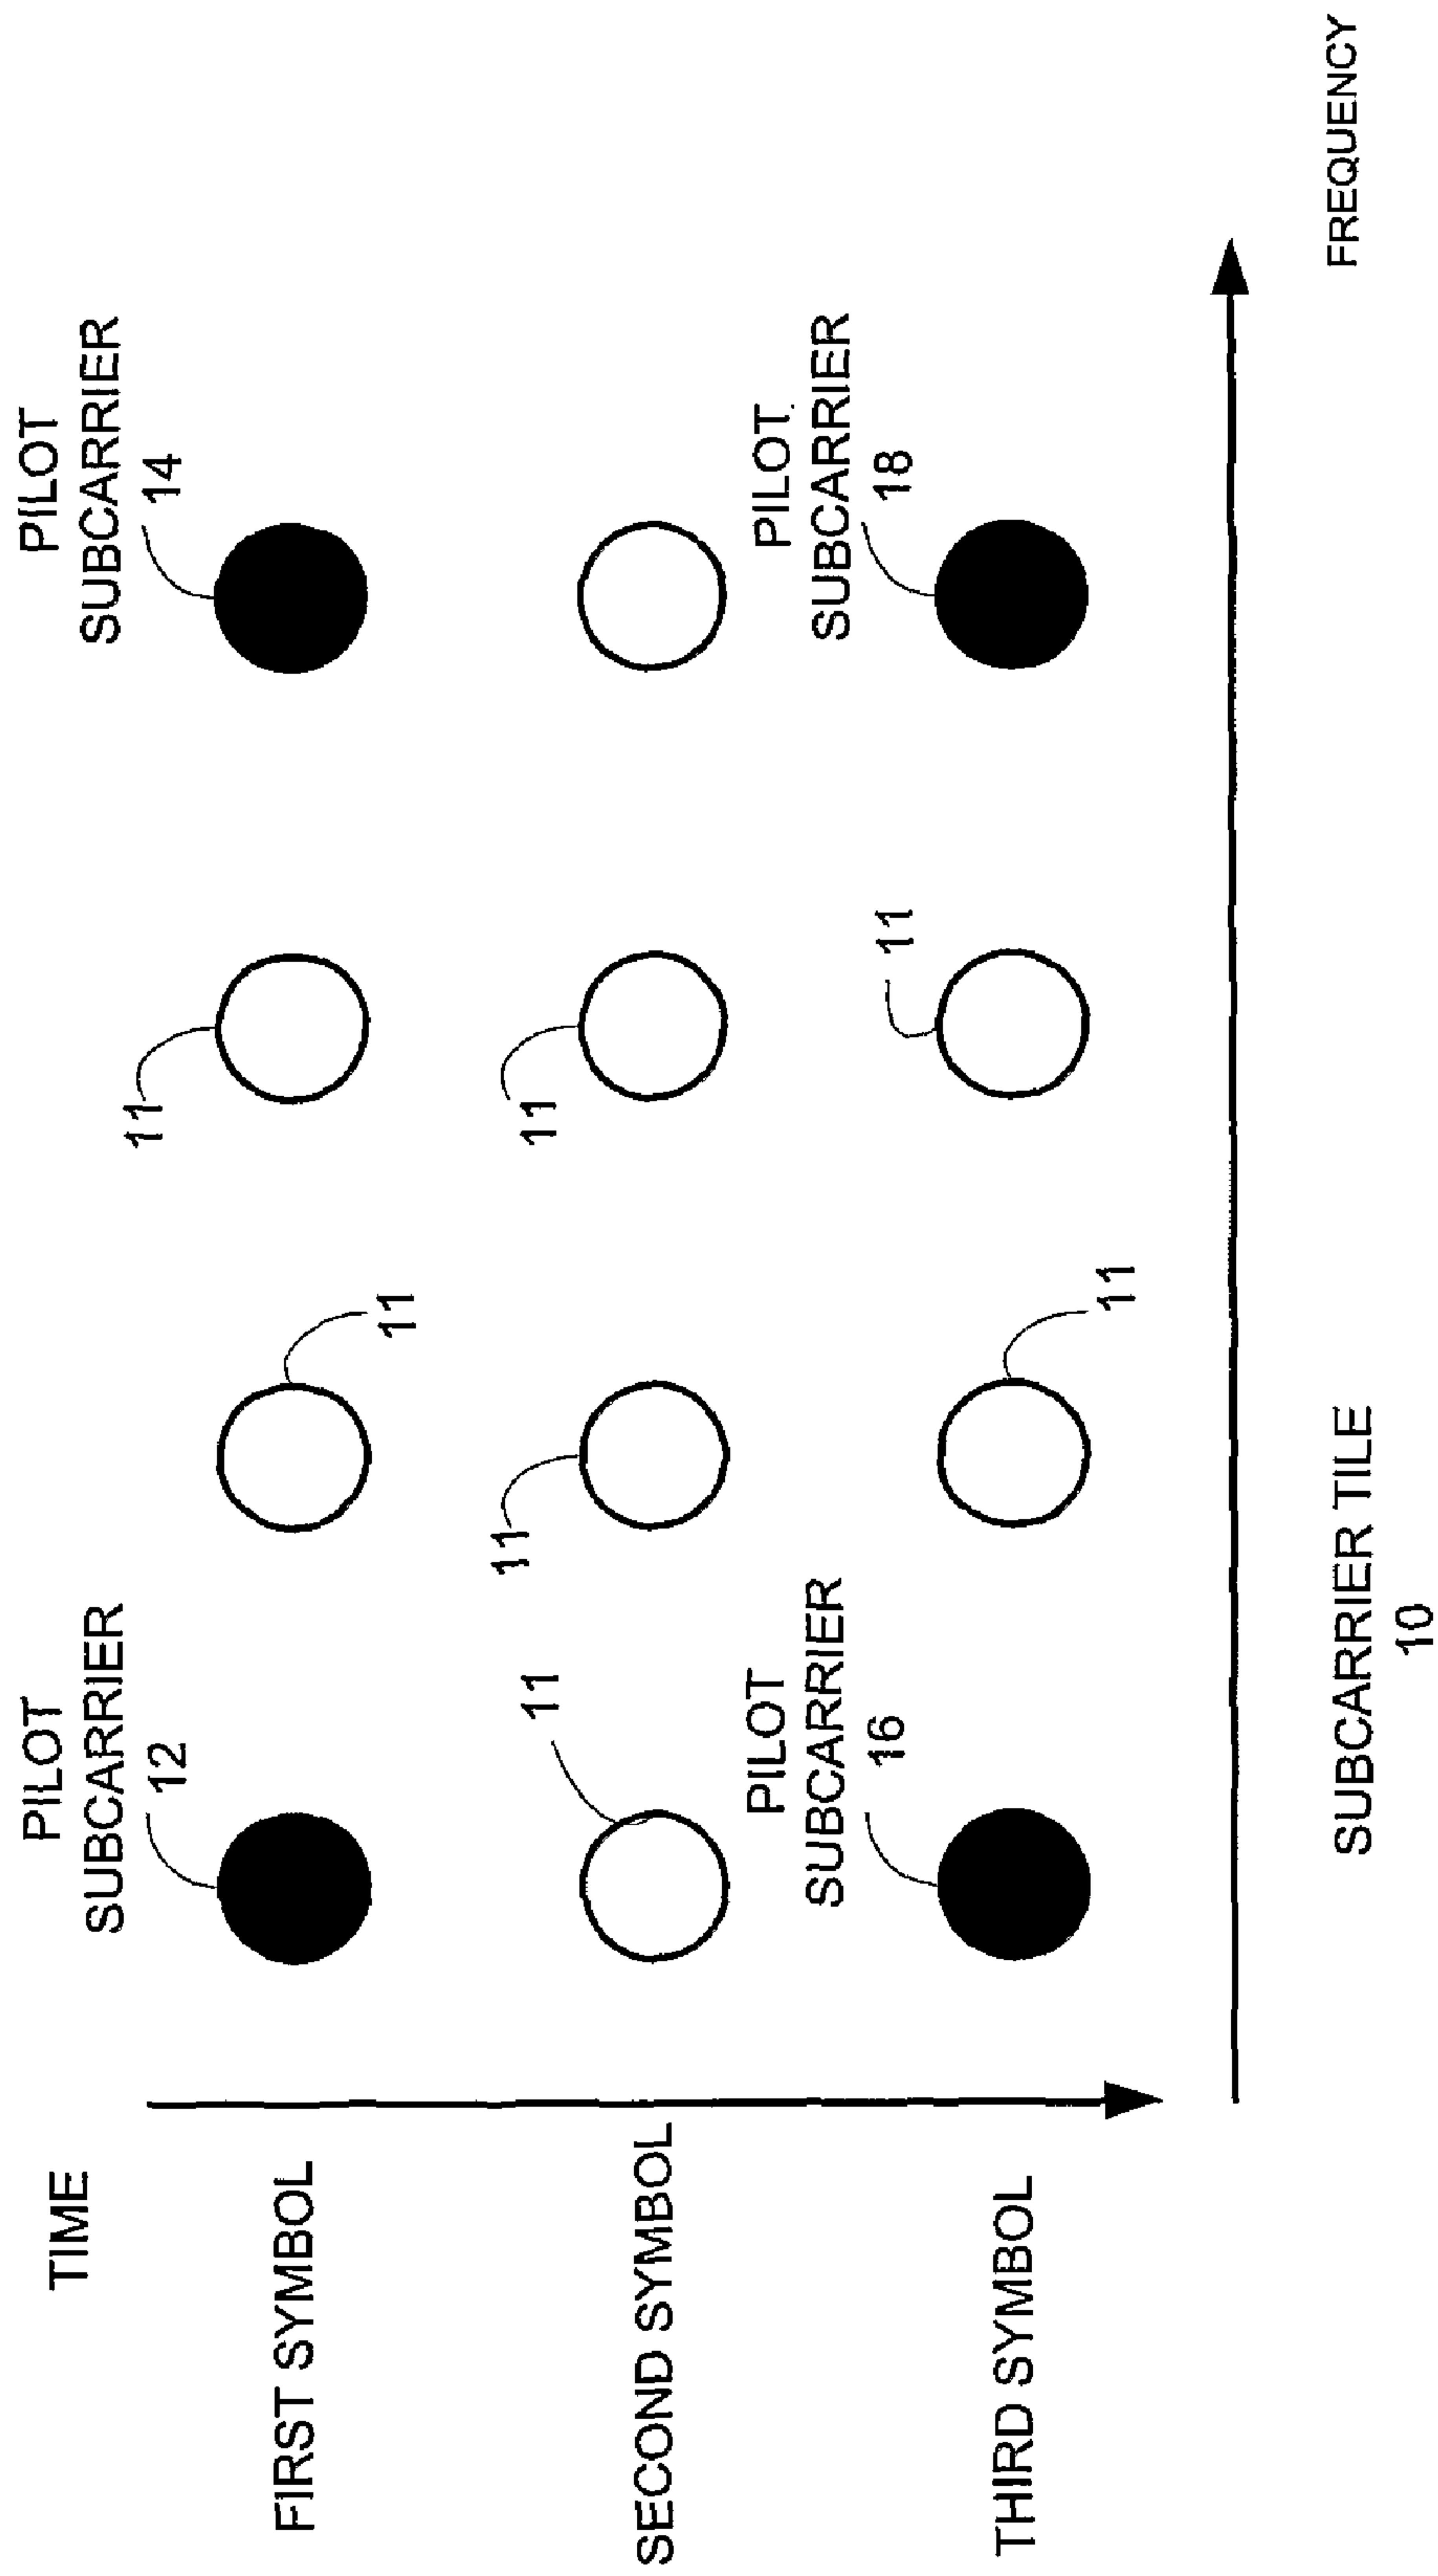 TIME
PILOT
SUBCARRIER
12
11
11
PILOT
SUBCARRIER
14
FIRST SYMBOL
11
11
11
SECOND SYMBOL
PILOT
SUBCARRIER
16
11
11
PILOT
SUBCARRIER
18
THIRD SYMBOL
FREQUENCY
SUBCARRIER TILE
10